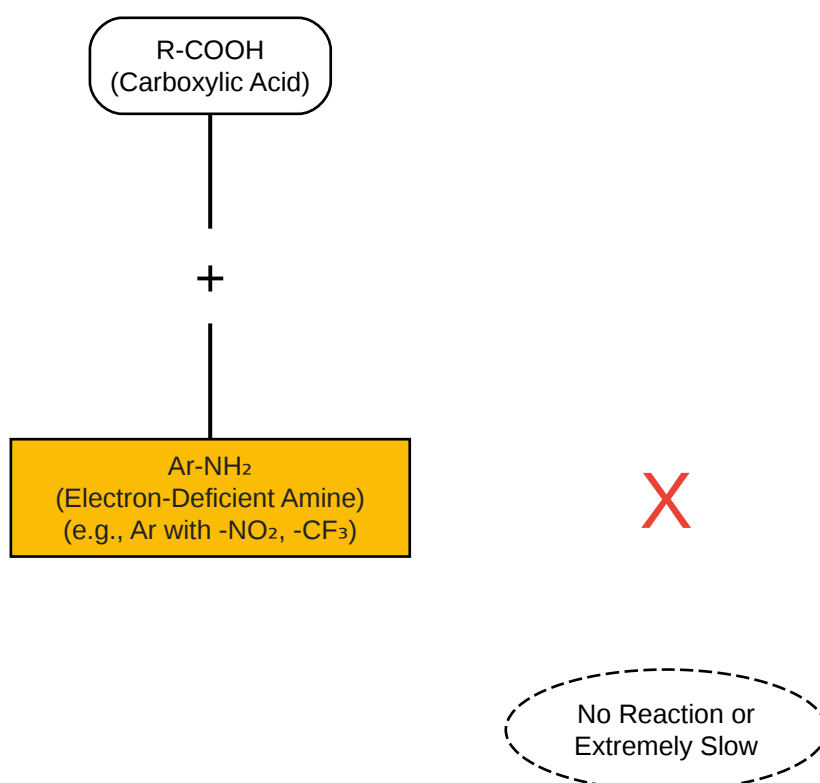 R-COOH
(Carboxylic Acid)
+
Ar-NH₂
(Electron-Deficient Amine)
(e.g., Ar with -NO₂, -CF₃)
X
No Reaction or
Extremely Slow